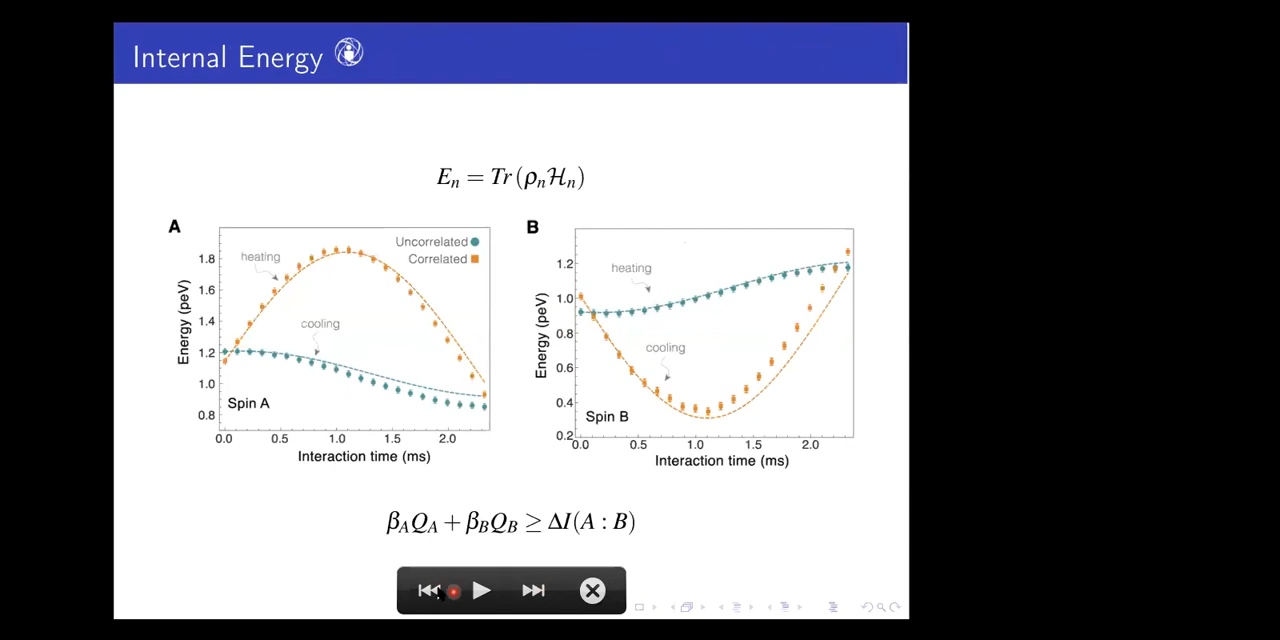 Internal Energy
Eₙ = Tr (ρₙℋₙ)
A
B
Uncorrelated
Correlated
heating
cooling
Spin A
1.8
1.6
1.4
1.2
1.0
0.8
Energy (peV)
0.0 0.5 1.0 1.5 2.0
Interaction time (ms)
heating
cooling
Spin B
1.2
1.0
0.8
0.6
0.4
0.2
Energy (peV)
0.0 0.5 1.0 1.5 2.0
Interaction time (ms)
β_A Q_A + β_B Q_B ≥ ΔI(A : B)